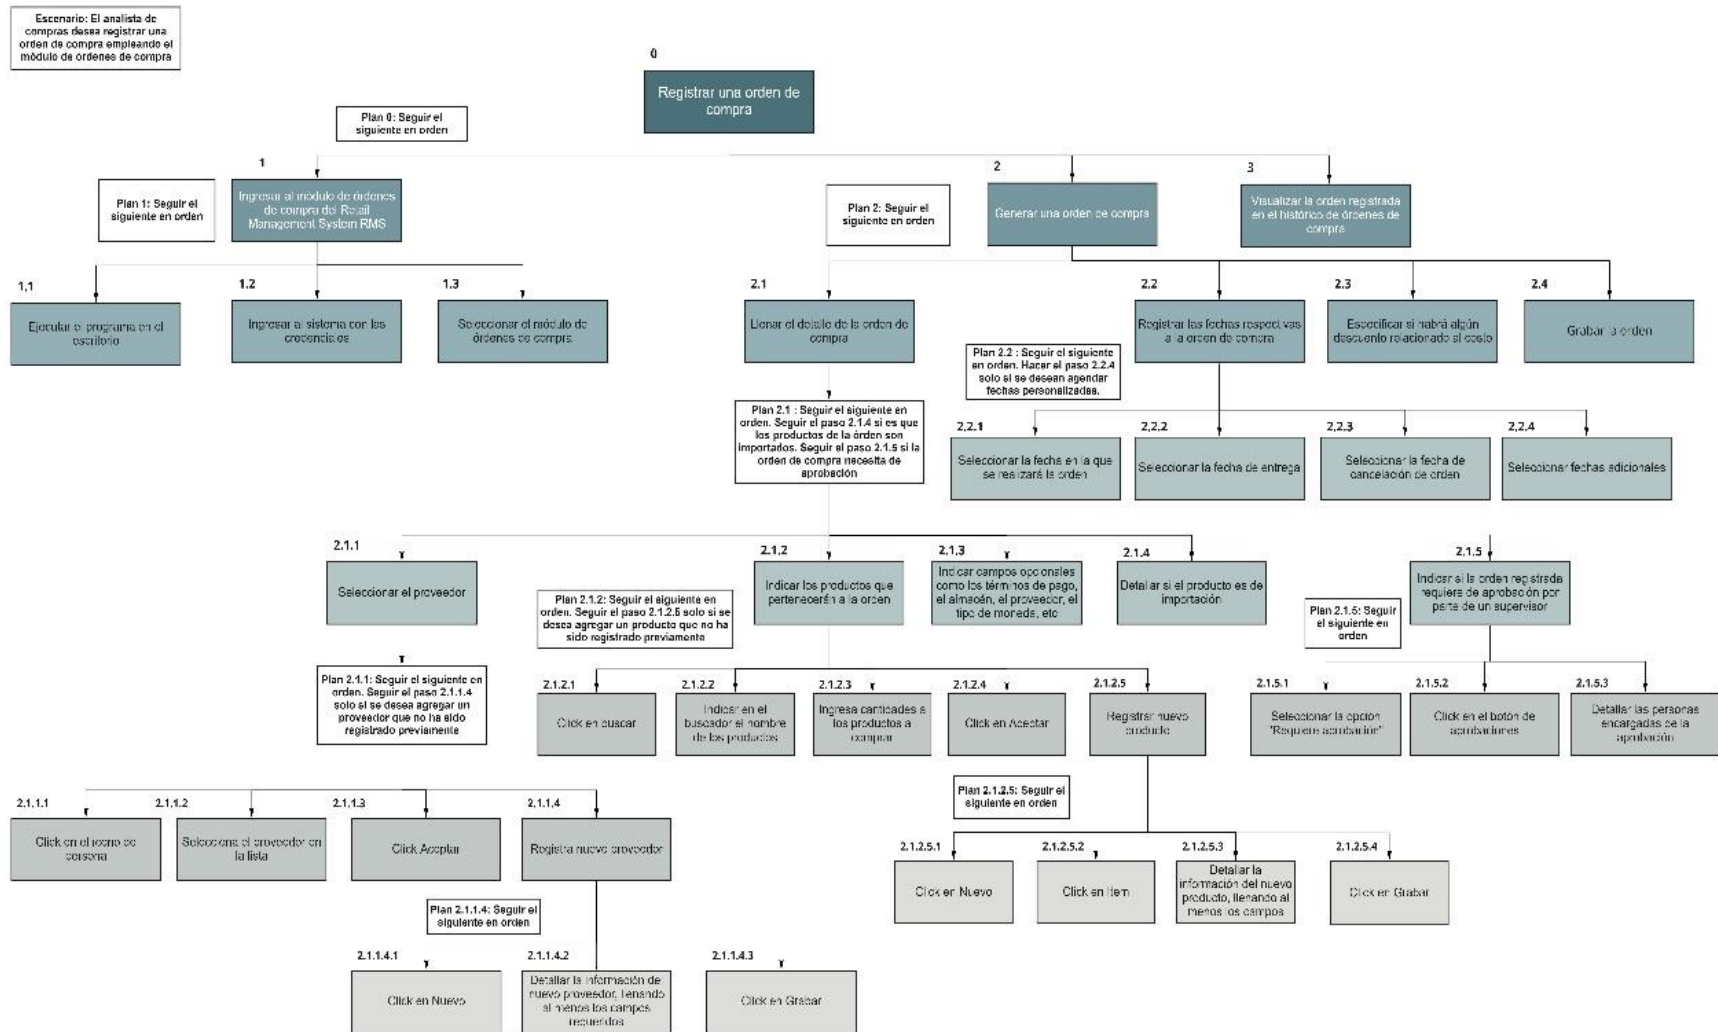 Escenario: El analista de
compras desea registrar una
orden de compra empleando el
módulo de órdenes de compra
0
Registrar una orden de
compra
Plan 0: Seguir el
siguiente en orden
1
Ingresar al módulo de órdenes
de compra del Retail
Management System RMS
2
Generar una orden de compra
3
Visualizar la orden registrada
en el histórico de órdenes de
compra
Plan 1: Seguir el
siguiente en orden
Plan 2: Seguir el
siguiente en orden
1,1
Ejecutar el programa en el
escritorio
1.2
Ingresar al sistema con las
credenciales
1.3
Seleccionar el módulo de
órdenes de compra
2.1
Llenar el detalle de la orden de
compra
2.2
Registrar las fechas respectivas
a la orden de compra
2.3
Especificar si habrá algún
descuento relacionado al costo
2.4
Grabar la orden
Plan 2.1 : Seguir el siguiente en
orden. Seguir el paso 2.1.4 si es que
los productos de la órden son
importados. Seguir el paso 2.1.5 si la
orden de compra necesita de
aprobación
Plan 2.2 : Seguir el siguiente
en orden. Hacer el paso 2.2.4
solo si se desean agendar
fechas personalizadas.
2,2.1
Seleccionar la fecha en la que
se realizará la orden
2,2.2
Seleccionar la fecha de entrega
2,2.3
Seleccionar la fecha de
cancelación de orden
2,2.4
Seleccionar fechas adicionales
2.1.1
Seleccionar el proveedor
2.1.2
Indicar los productos que
pertenecerán a la orden
2.1.3
Indicar campos opcionales
como los términos de pago,
el almacén, el proveedor, el
tipo de moneda, etc
2.1.4
Detallar si el producto es de
importación
2.1.5
Indicar si la orden registrada
requiere de aprobación por
parte de un supervisor
Plan 2.1.1: Seguir el siguiente en
orden. Seguir el paso 2.1.1.4
solo si se desea agregar un
proveedor que no ha sido
registrado previamente
Plan 2.1.2: Seguir el siguiente en
orden. Seguir el paso 2.1.2.5 solo si se
desea agregar un producto que no ha
sido registrado previamente
Plan 2.1.5: Seguir
el siguiente en
orden
2.1.2.1
Click en buscar
2.1.2.2
Indicar en el
buscador el nombre
de los productos
2.1.2.3
Ingresa cantidades a
los productos a
comprar
2.1.2.4
Click en Aceptar
2.1.2.5
Registrar nuevo
producto
2.1.5.1
Seleccionar la opción
"Requiere aprobación"
2.1.5.2
Click en el botón de
aprobaciones
2.1.5.3
Detallar las personas
encargadas de la
aprobación
2.1.1.1
Click en el icono de
persona
2.1.1.2
Selecciona el proveedor en
la lista
2.1.1.3
Click Aceptar
2.1.1.4
Registra nuevo proveedor
Plan 2.1.2.5: Seguir el
siguiente en orden
2.1.2.5.1
Click en Nuevo
2.1.2.5.2
Click en Item
2.1.2.5.3
Detallar la
información del nuevo
producto, llenando al
menos los campos
2.1.2.5.4
Click en Grabar
Plan 2.1.1.4: Seguir el
siguiente en orden
2.1.1.4.1
Click en Nuevo
2.1.1.4.2
Detallar la información de
nuevo proveedor, llenando
al menos los campos
requeridos
2.1.1.4.3
Click en Grabar